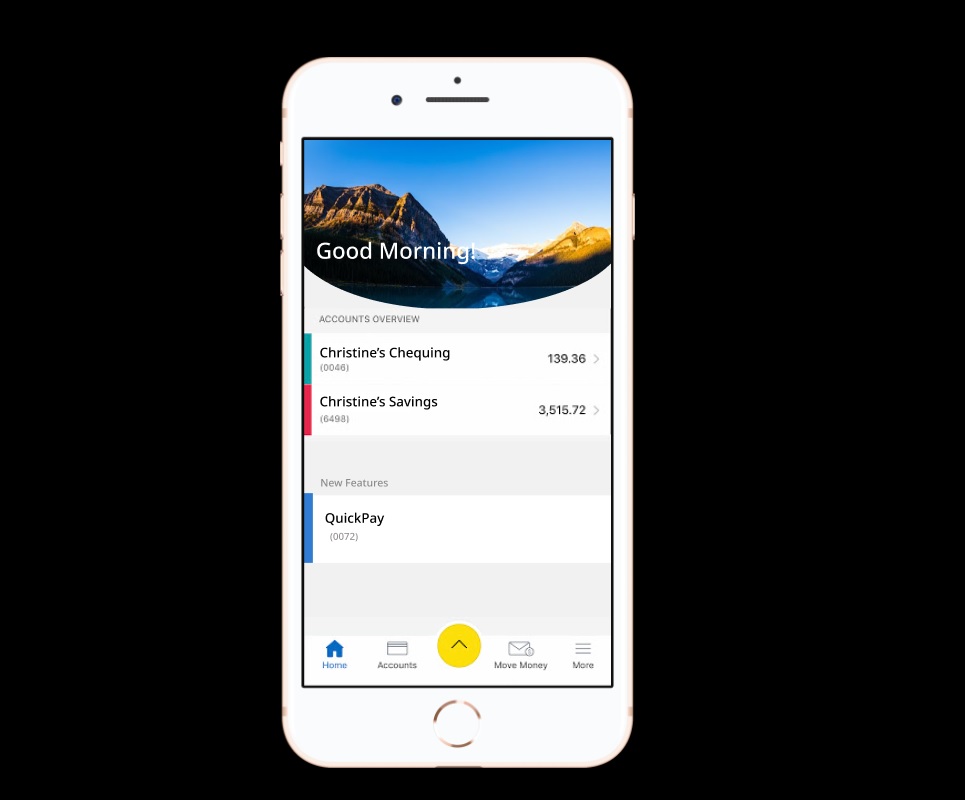 Good Morning!
ACCOUNTS OVERVIEW
Christine’s Chequing
139.36
(0046)
Christine’s Savings
3,515.72
(6498)
New Features
QuickPay
(0072)
Home
Accounts
Move Money
More